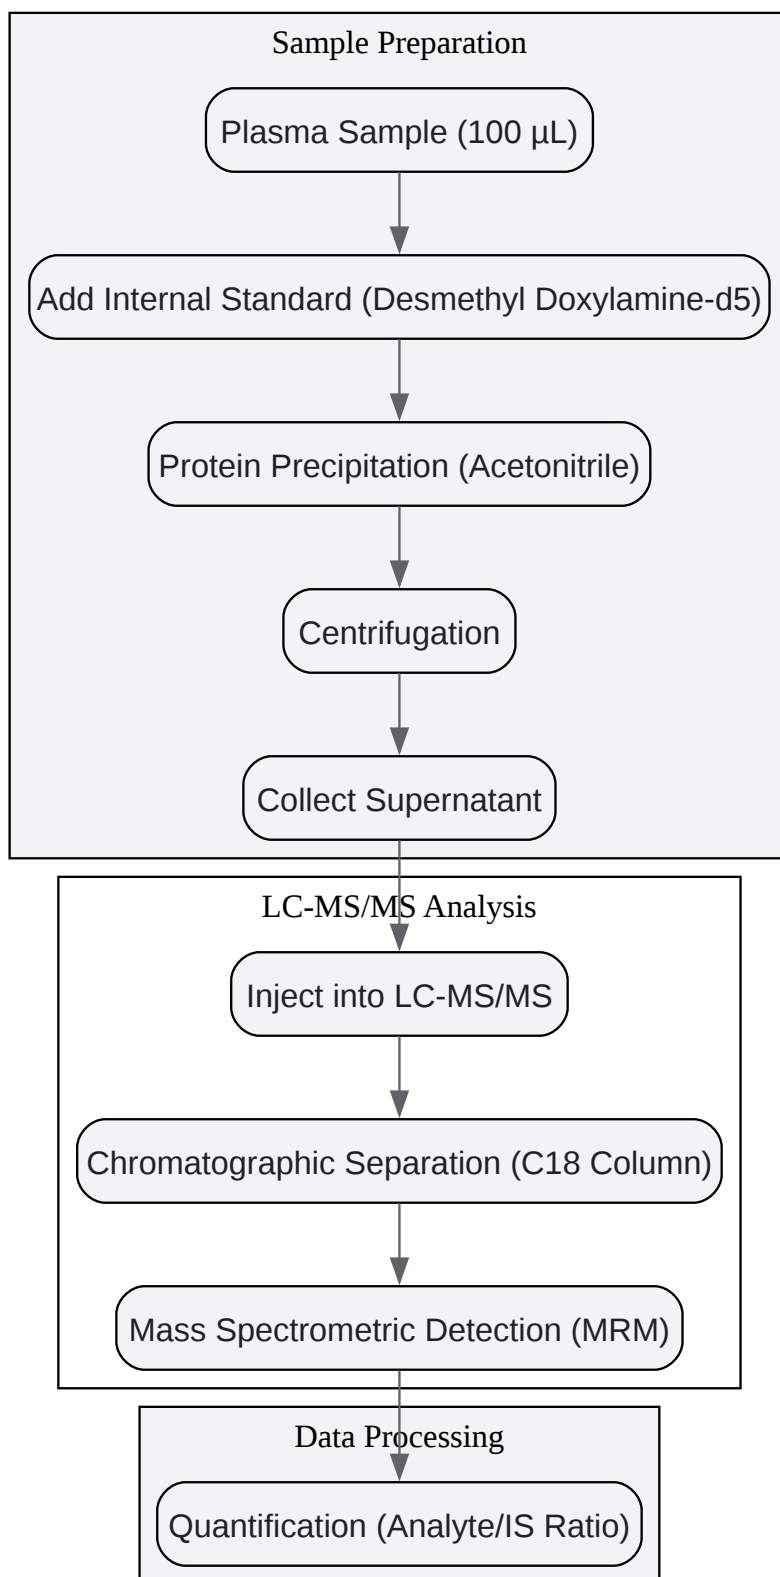 Sample Preparation
Plasma Sample (100 µL)
Add Internal Standard (Desmethyl Doxylamine-d5)
Protein Precipitation (Acetonitrile)
Centrifugation
Collect Supernatant
LC-MS/MS Analysis
Inject into LC-MS/MS
Chromatographic Separation (C18 Column)
Mass Spectrometric Detection (MRM)
Data Processing
Quantification (Analyte/IS Ratio)